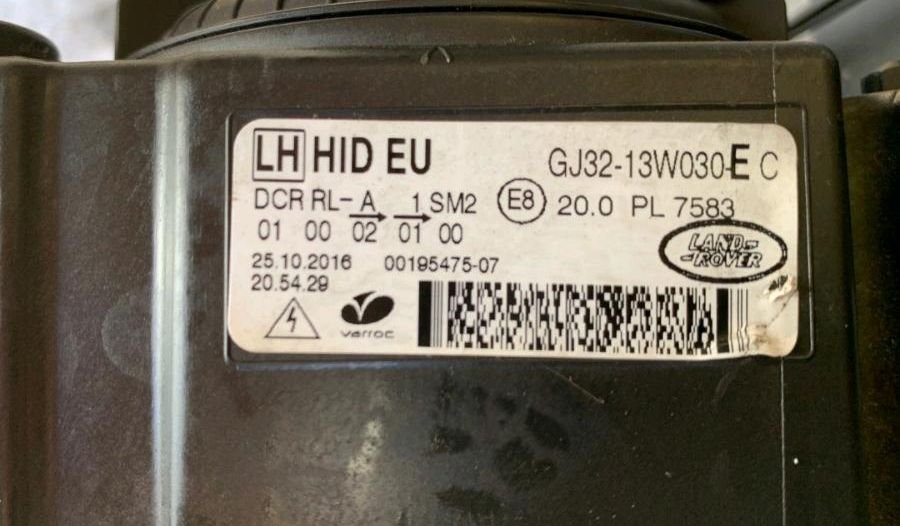 LH HID EU GJ32-13W030-E C
DCR RL-A 1 SM2 E8 20.0 PL 7583
01 00 02 01 00
LAND-
-ROVER
25.10.2016 00195475-07
20.54.29
varroc